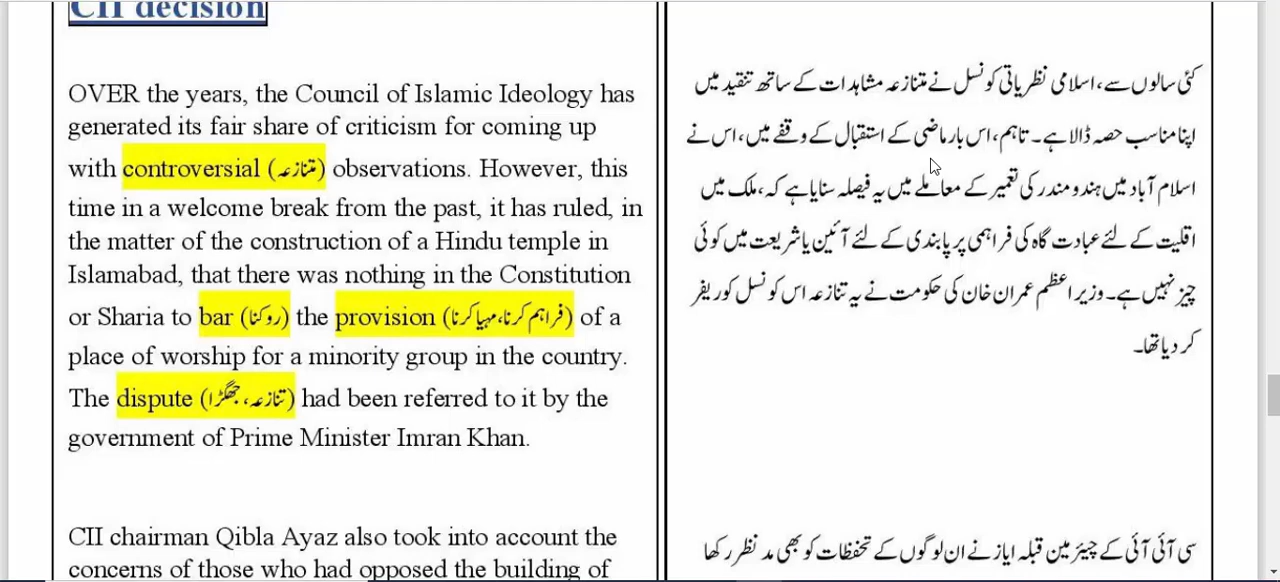 CII decision
OVER the years, the Council of Islamic Ideology has
generated its fair share of criticism for coming up
with controversial (متنازعہ) observations. However, this
time in a welcome break from the past, it has ruled, in
the matter of the construction of a Hindu temple in
Islamabad, that there was nothing in the Constitution
or Sharia to bar (روکنا) the provision (فراہم کرنا،مہیا کرنا) of a
place of worship for a minority group in the country.
The dispute (تنازعہ، جھگڑا) had been referred to it by the
government of Prime Minister Imran Khan.
CII chairman Qibla Ayaz also took into account the
concerns of those who had opposed the building of
کئی سالوں سے، اسلامی نظریاتی کونسل نے متنازعہ مشاہدات کے ساتھ تنقید میں
اپنا مناسب حصہ ڈالا ہے۔ تاہم، اس بار ماضی کے استقبال کے وقفے میں، اس نے
اسلام آباد میں ہندو مندر کی تعمیر کے معاملے میں یہ فیصلہ سنایا ہے کہ، ملک میں
اقلیت کے لئے عبادت گاہ کی فراہمی پر پابندی کے لئے آئین یا شریعت میں کوئی
چیز نہیں ہے۔ وزیر اعظم عمران خان کی حکومت نے یہ تنازعہ اس کونسل کو ریفر
کر دیا تھا۔
سی آئی آئی کے چیئرمین قبلہ ایاز نے ان لوگوں کے تحفظات کو بھی مد نظر رکھا